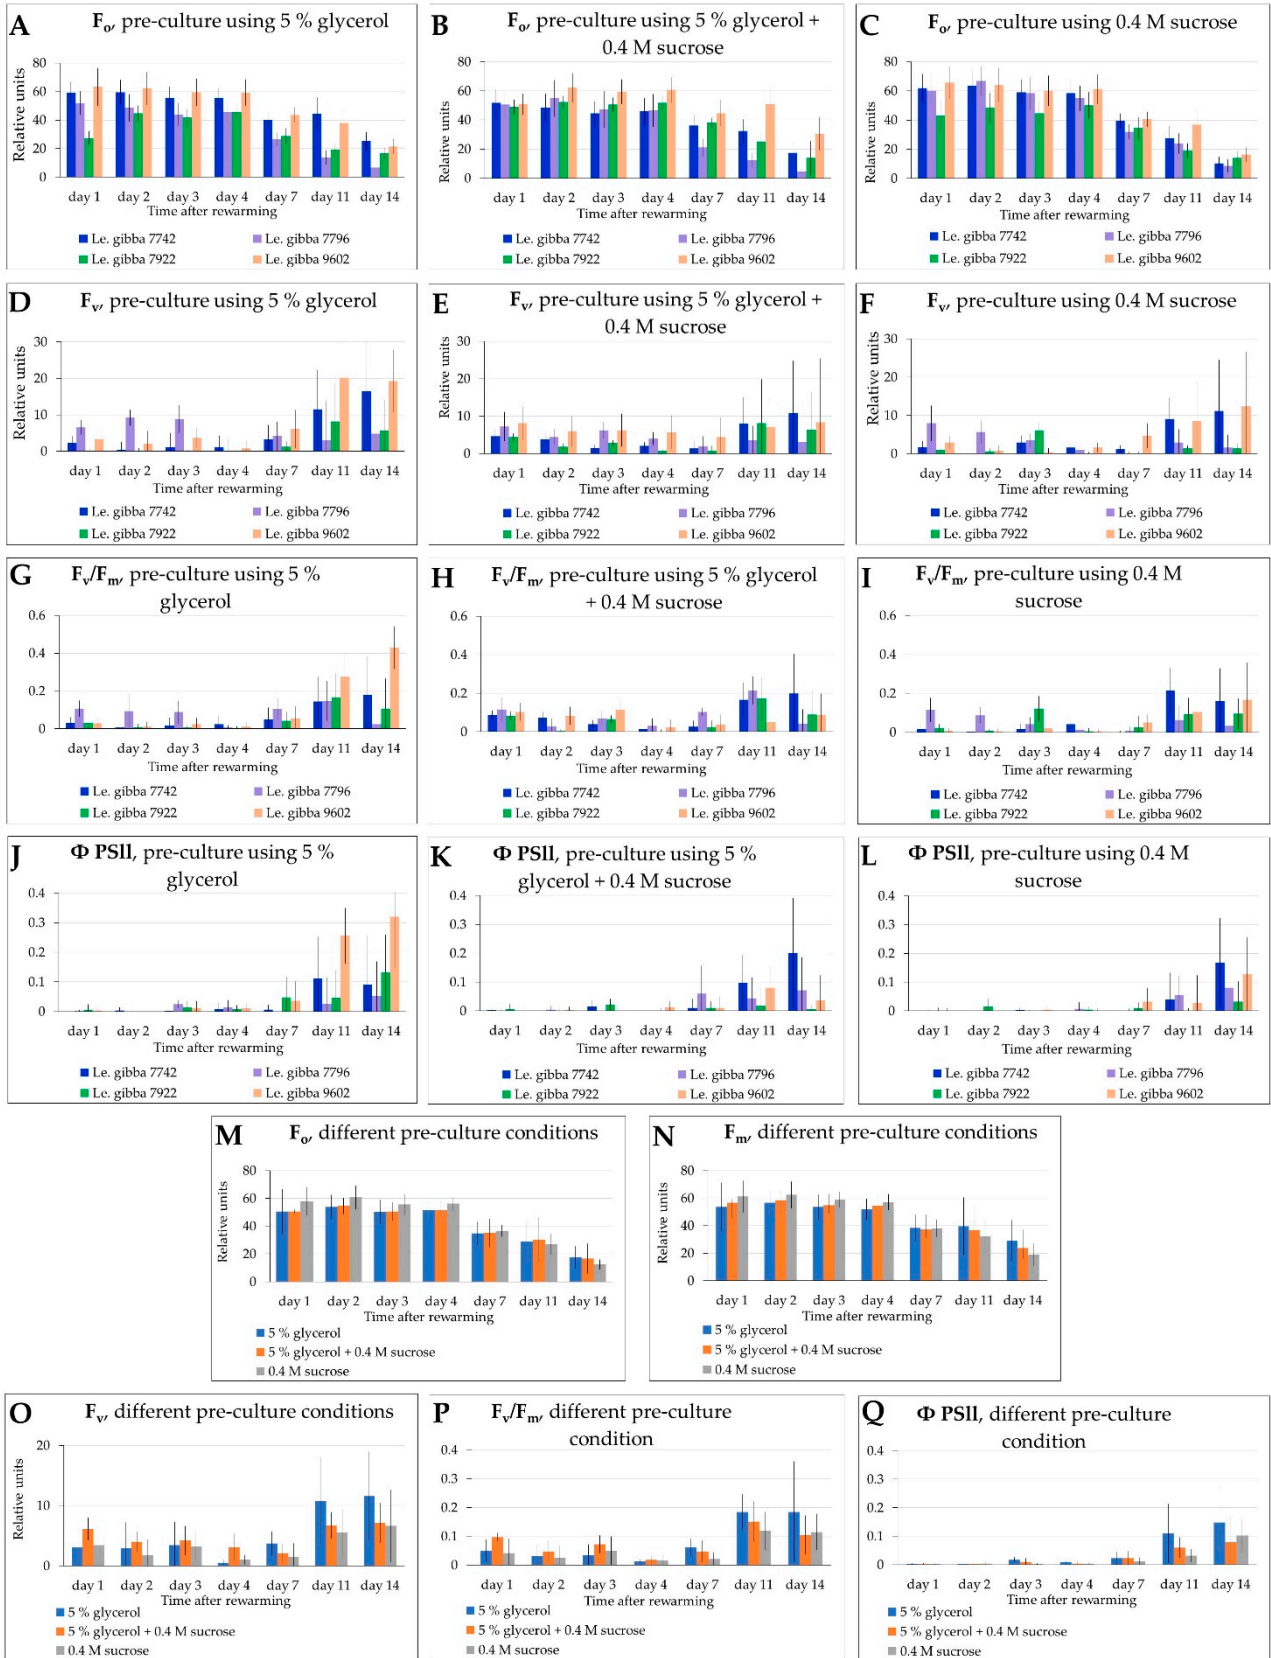 A
F₀, pre-culture using 5 % glycerol
Relative units
80
60
40
20
0
day 1 day 2 day 3 day 4 day 7 day 11 day 14
Time after rewarming
Le. gibba 7742 Le. gibba 7796
Le. gibba 7922 Le. gibba 9602
B
Fₒ, pre-culture using 5 % glycerol +
0.4 M sucrose
Relative units
80
60
40
20
0
day 1 day 2 day 3 day 4 day 7 day 11 day 14
Time after rewarming
Le. gibba 7742 Le. gibba 7796
Le. gibba 7922 Le. gibba 9602
C
Fₒ, pre-culture using 0.4 M sucrose
Relative units
80
60
40
20
0
day 1 day 2 day 3 day 4 day 7 day 11 day 14
Time after rewarming
Le. gibba 7742 Le. gibba 7796
Le. gibba 7922 Le. gibba 9602
D
Fᵥ, pre-culture using 5 % glycerol
Relative units
30
20
10
0
day 1 day 2 day 3 day 4 day 7 day 11 day 14
Time after rewarming
Le. gibba 7742 Le. gibba 7796
Le. gibba 7922 Le. gibba 9602
E
Fᵥ, pre-culture using 5 % glycerol +
0.4 M sucrose
Relative units
30
20
10
0
day 1 day 2 day 3 day 4 day 7 day 11 day 14
Time after rewarming
Le. gibba 7742 Le. gibba 7796
Le. gibba 7922 Le. gibba 9602
F
Fᵥ, pre-culture using 0.4 M sucrose
Relative units
30
20
10
0
day 1 day 2 day 3 day 4 day 7 day 11 day 14
Time after rewarming
Le. gibba 7742 Le. gibba 7796
Le. gibba 7922 Le. gibba 9602
G
Fᵥ/Fₘ, pre-culture using 5 %
glycerol
0.6
0.4
0.2
0
day 1 day 2 day 3 day 4 day 7 day 11 day 14
Time after rewarming
Le. gibba 7742 Le. gibba 7796
Le. gibba 7922 Le. gibba 9602
H
Fᵥ/Fₘ, pre-culture using 5 % glycerol
+ 0.4 M sucrose
0.6
0.4
0.2
0
day 1 day 2 day 3 day 4 day 7 day 11 day 14
Time after rewarming
Le. gibba 7742 Le. gibba 7796
Le. gibba 7922 Le. gibba 9602
I
Fᵥ/Fₘ, pre-culture using 0.4 M
sucrose
0.6
0.4
0.2
0
day 1 day 2 day 3 day 4 day 7 day 11 day 14
Time after rewarming
Le. gibba 7742 Le. gibba 7796
Le. gibba 7922 Le. gibba 9602
J
Φ PSll, pre-culture using 5 %
glycerol
0.4
0.3
0.2
0.1
0
day 1 day 2 day 3 day 4 day 7 day 11 day 14
Time after rewarming
Le. gibba 7742 Le. gibba 7796
Le. gibba 7922 Le. gibba 9602
K
Φ PSll, pre-culture using 5 %
glycerol + 0.4 M sucrose
0.4
0.3
0.2
0.1
0
day 1 day 2 day 3 day 4 day 7 day 11 day 14
Time after rewarming
Le. gibba 7742 Le. gibba 7796
Le. gibba 7922 Le. gibba 9602
L
Φ PSll, pre-culture using 0.4 M
sucrose
0.4
0.3
0.2
0.1
0
day 1 day 2 day 3 day 4 day 7 day 11 day 14
Time after rewarming
Le. gibba 7742 Le. gibba 7796
Le. gibba 7922 Le. gibba 9602
M
Fₒ, different pre-culture conditions
Relative units
80
60
40
20
0
day 1 day 2 day 3 day 4 day 7 day 11 day 14
Time after rewarming
5 % glycerol
5 % glycerol + 0.4 M sucrose
0.4 M sucrose
N
Fₘ, different pre-culture conditions
Relative units
80
60
40
20
0
day 1 day 2 day 3 day 4 day 7 day 11 day 14
Time after rewarming
5 % glycerol
5 % glycerol + 0.4 M sucrose
0.4 M sucrose
O
Fᵥ, different pre-culture conditions
Relative units
20
10
0
day 1 day 2 day 3 day 4 day 7 day 11 day 14
Time after rewarming
5 % glycerol
5 % glycerol + 0.4 M sucrose
0.4 M sucrose
P
Fᵥ/Fₘ, different pre-culture
condition
0.4
0.3
0.2
0.1
0
day 1 day 2 day 3 day 4 day 7 day 11 day 14
Time after rewarming
5 % glycerol
5 % glycerol + 0.4 M sucrose
0.4 M sucrose
Q
Φ PSll, different pre-culture
condition
0.4
0.3
0.2
0.1
0
day 1 day 2 day 3 day 4 day 7 day 11 day 14
Time after rewarming
5 % glycerol
5 % glycerol + 0.4 M sucrose
0.4 M sucrose